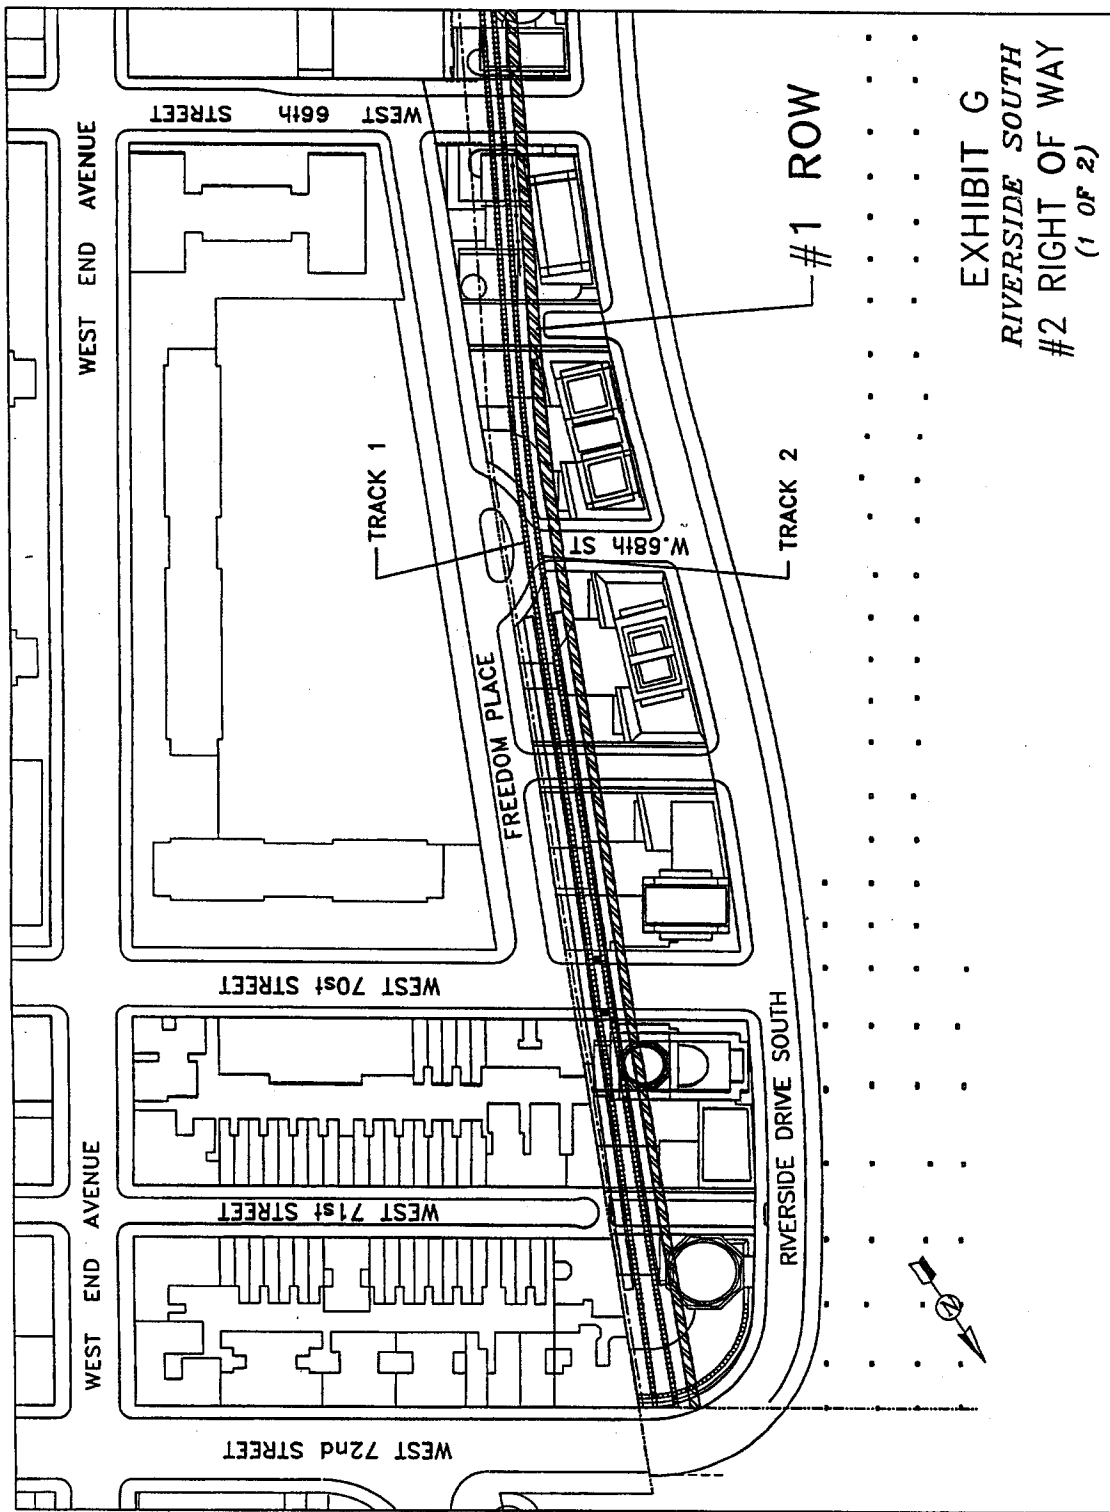 EXHIBIT G
RIVERSIDE SOUTH
#2 RIGHT OF WAY
(1 OF 2)
#1 ROW
TRACK 1
TRACK 2
WEST END AVENUE
WEST END AVENUE
WEST 66th STREET
W.68th ST
FREEDOM PLACE
WEST 70st STREET
WEST 71st STREET
WEST 72nd STREET
RIVERSIDE DRIVE SOUTH
N